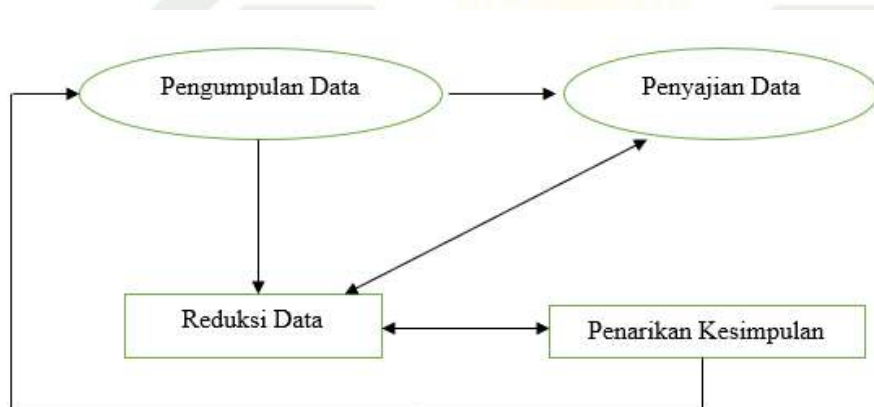 Pengumpulan Data
Penyajian Data
Reduksi Data
Penarikan Kesimpulan